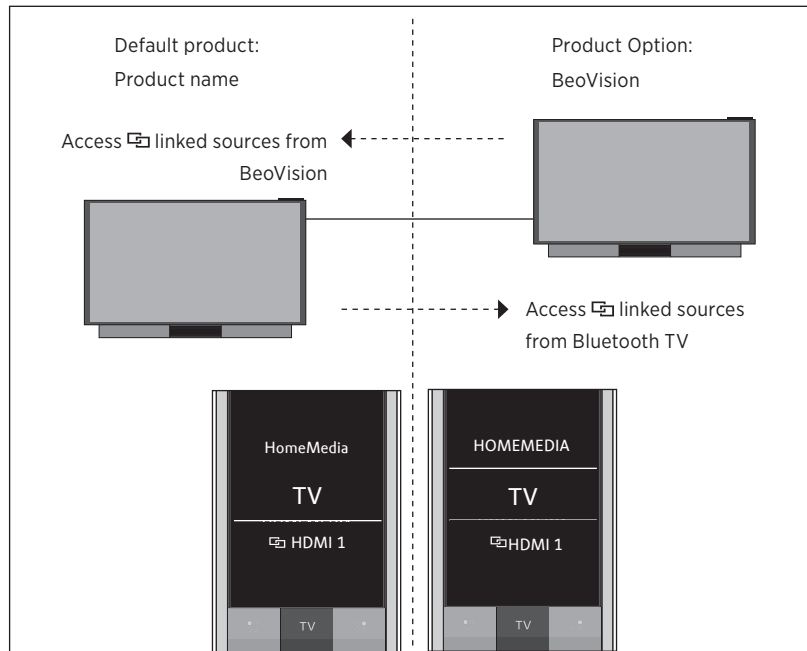 Default product:
Product name
Access linked sources from
BeoVision
Product Option:
BeoVision
Access linked sources
from Bluetooth TV
HomeMedia
TV
HDMI 1
TV
HOMEMEDIA
TV
HDMI 1
TV